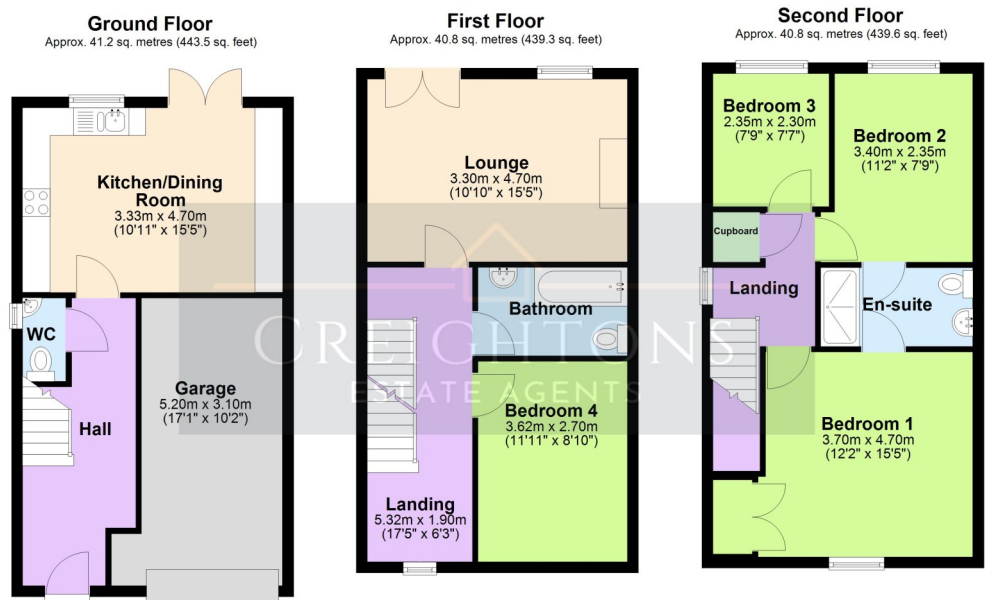 Ground Floor
Approx. 41.2 sq. metres (443.5 sq. feet)
Kitchen/Dining
Room
3.33m x 4.70m
(10'11" x 15'5")
WC
Hall
Garage
5.20m x 3.10m
(17'1" x 10'2")
First Floor
Approx. 40.8 sq. metres (439.3 sq. feet)
Lounge
3.30m x 4.70m
(10'10" x 15'5")
Bathroom
Bedroom 4
3.62m x 2.70m
(11'11" x 8'10")
Landing
5.32m x 1.90m
(17'5" x 6'3")
Second Floor
Approx. 40.8 sq. metres (439.6 sq. feet)
Bedroom 3
2.35m x 2.30m
(7'9" x 7'7")
Bedroom 2
3.40m x 2.35m
(11'2" x 7'9")
Cupboard
Landing
En-suite
Bedroom 1
3.70m x 4.70m
(12'2" x 15'5")
CREIGHTONS
ESTATE AGENTS